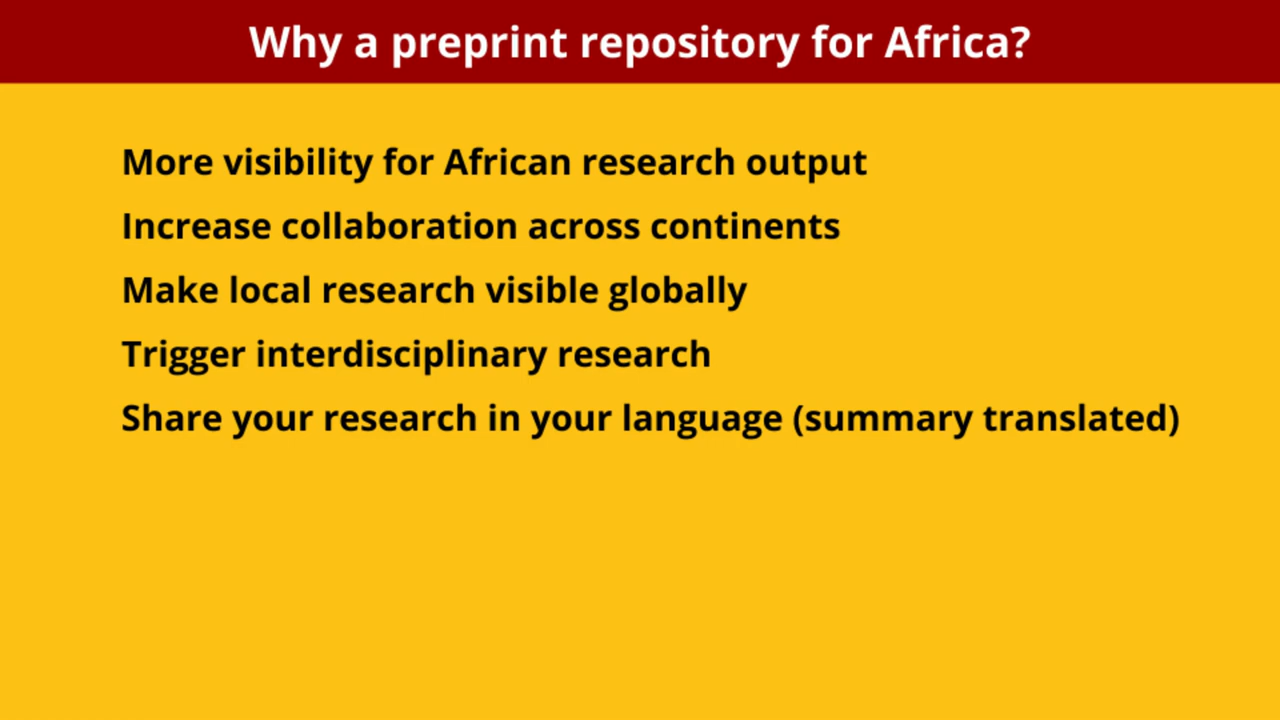 Why a preprint repository for Africa?
More visibility for African research output
Increase collaboration across continents
Make local research visible globally
Trigger interdisciplinary research
Share your research in your language (summary translated)